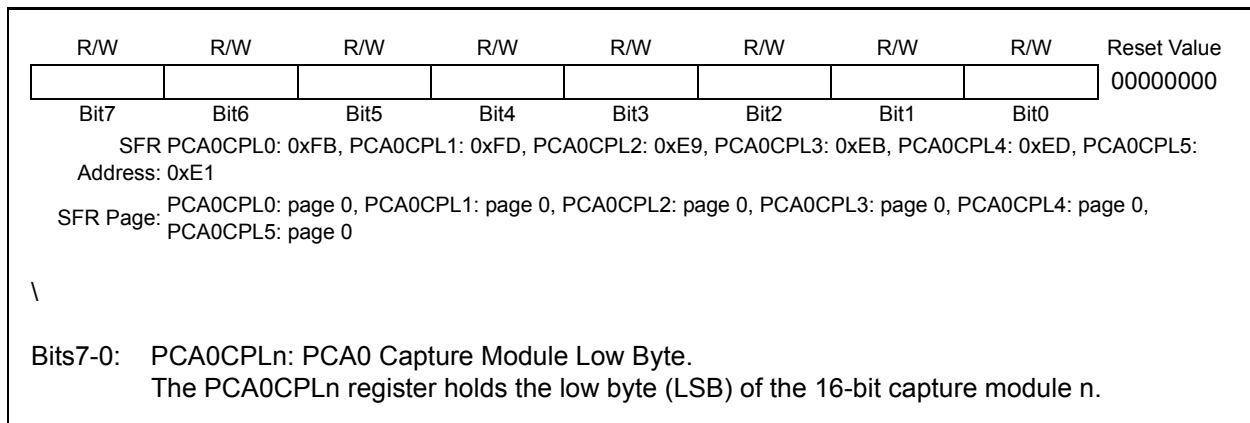 R/W R/W R/W R/W R/W R/W R/W R/W Reset Value
00000000
Bit7 Bit6 Bit5 Bit4 Bit3 Bit2 Bit1 Bit0
SFR PCA0CPL0: 0xFB, PCA0CPL1: 0xFD, PCA0CPL2: 0xE9, PCA0CPL3: 0xEB, PCA0CPL4: 0xED, PCA0CPL5:
Address: 0xE1
SFR Page: PCA0CPL0: page 0, PCA0CPL1: page 0, PCA0CPL2: page 0, PCA0CPL3: page 0, PCA0CPL4: page 0,
PCA0CPL5: page 0
\
Bits7-0: PCA0CPLn: PCA0 Capture Module Low Byte.
The PCA0CPLn register holds the low byte (LSB) of the 16-bit capture module n.